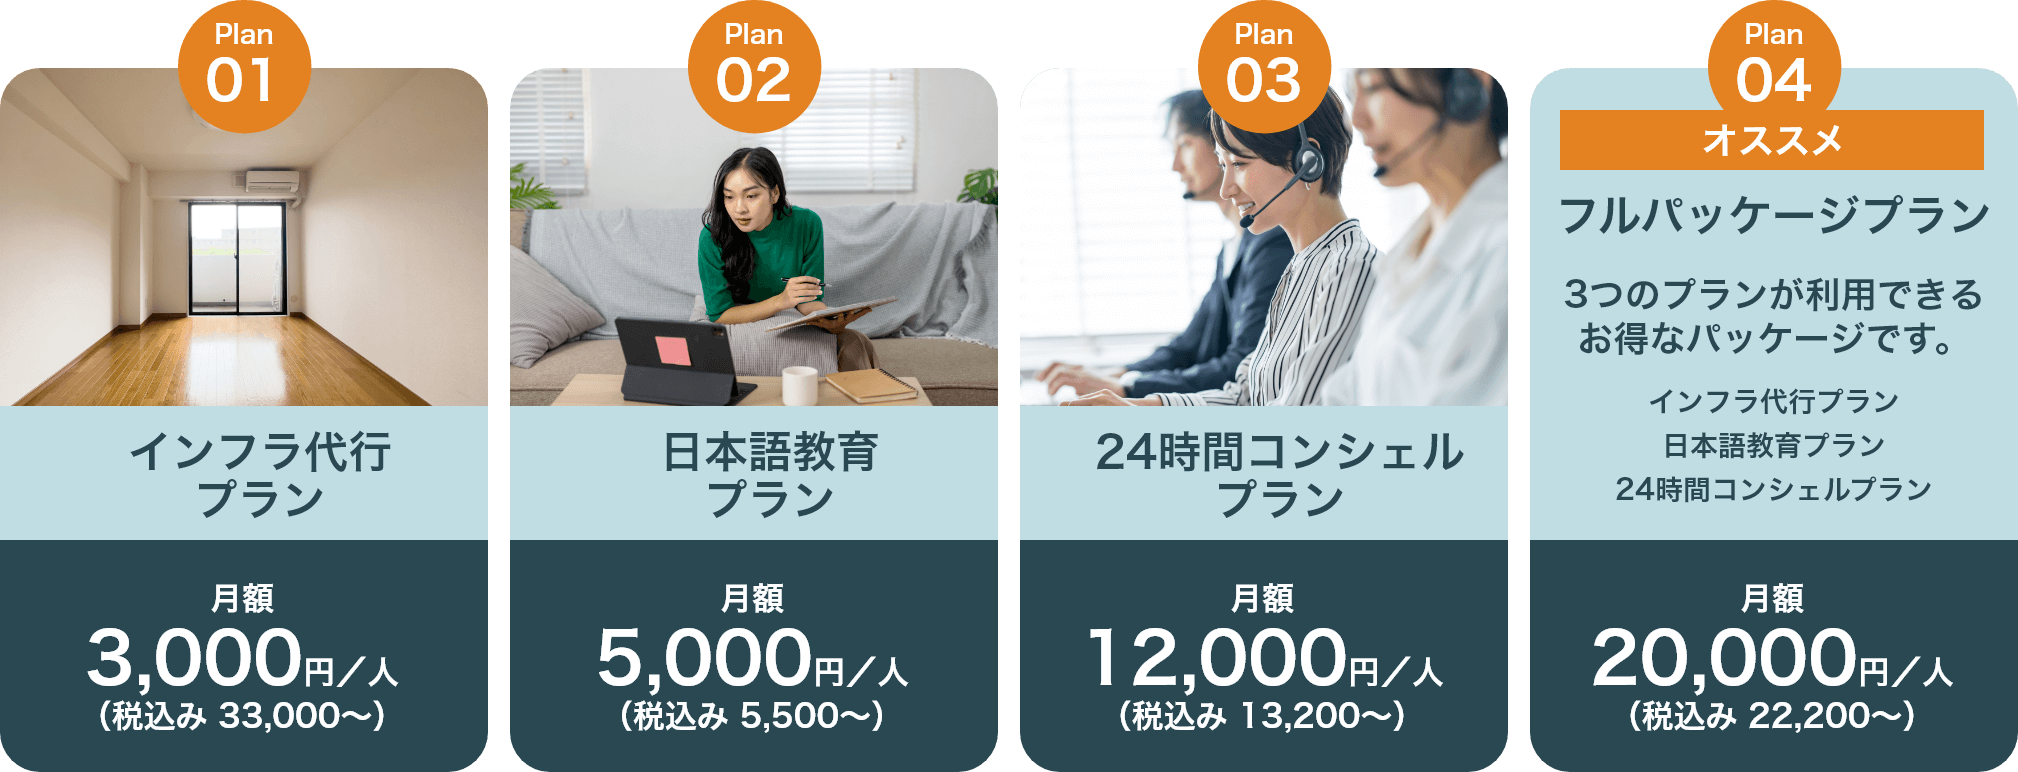 Plan
01
インフラ代行
プラン
月額
3,000円／人
（税込み 33,000〜）
Plan
02
日本語教育
プラン
月額
5,000円／人
（税込み 5,500〜）
Plan
03
24時間コンシェル
プラン
月額
12,000円／人
（税込み 13,200〜）
Plan
04
オススメ
フルパッケージプラン
3つのプランが利用できる
お得なパッケージです。
インフラ代行プラン
日本語教育プラン
24時間コンシェルプラン
月額
20,000円／人
（税込み 22,200〜）